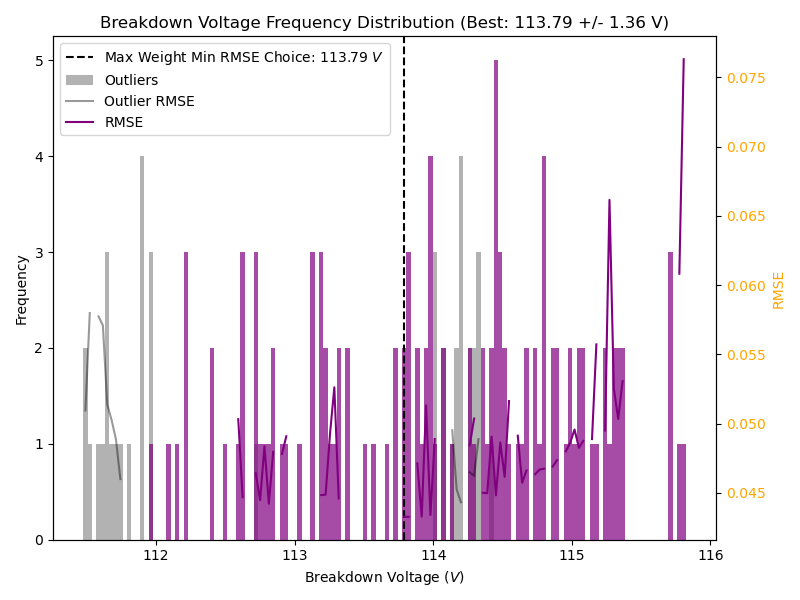 Breakdown Voltage Frequency Distribution (Best: 113.79 +/- 1.36 V)
Max Weight Min RMSE Choice: 113.79 V
Outliers
Outlier RMSE
RMSE
Frequency
5
4
3
2
1
0
0.075
0.070
0.065
0.060
0.055
0.050
0.045
RMSE
112
113
114
115
116
Breakdown Voltage (V)